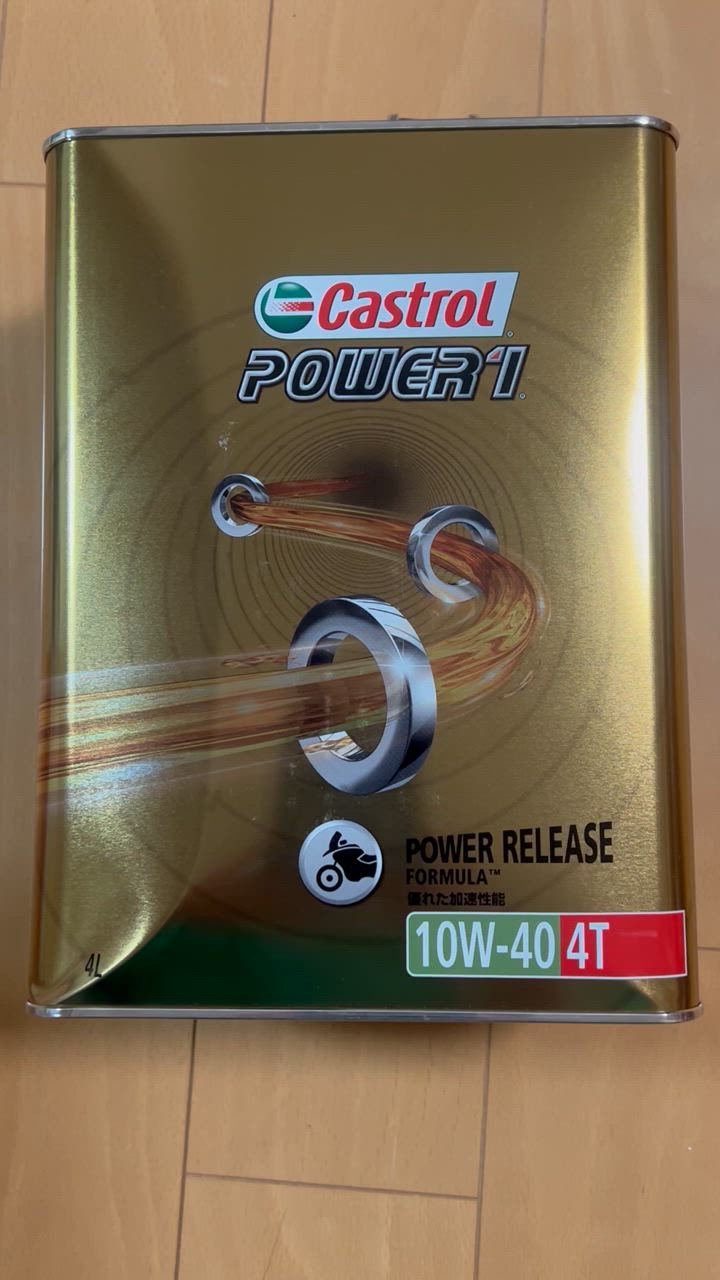 Castrol
POWER1
POWER RELEASE
FORMULA™
優れた加速性能
10W-40 4T
4L